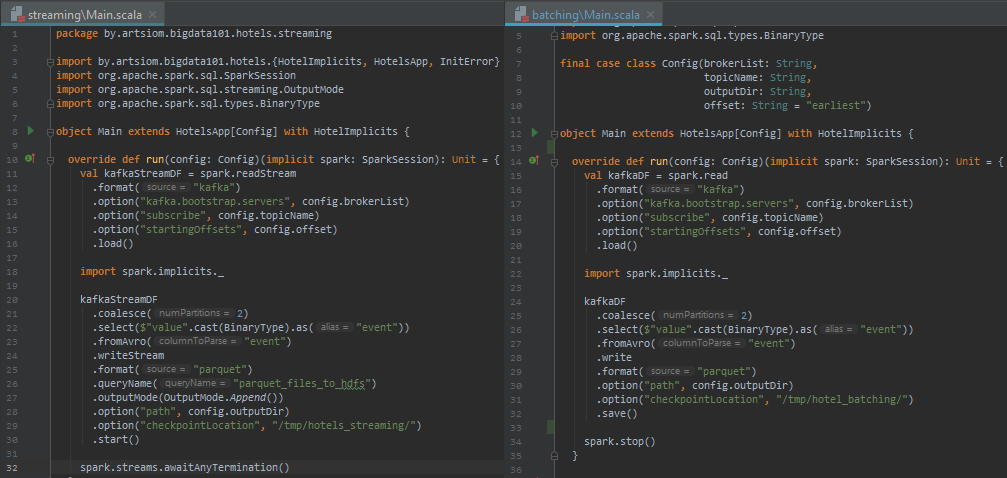 streaming\Main.scala
1 package by.artsiom.bigdata101.hotels.streaming
2
3 import by.artsiom.bigdata101.hotels.{HotelImplicits, HotelsApp, InitError}
4 import org.apache.spark.sql.SparkSession
5 import org.apache.spark.sql.streaming.OutputMode
6 import org.apache.spark.sql.types.BinaryType
7
8 object Main extends HotelsApp[Config] with HotelImplicits {
9
10 override def run(config: Config)(implicit spark: SparkSession): Unit = {
11 val kafkaStreamDF = spark.readStream
12 .format( source = "kafka")
13 .option("kafka.bootstrap.servers", config.brokerList)
14 .option("subscribe", config.topicName)
15 .option("startingOffsets", config.offset)
16 .load()
17
18 import spark.implicits._
19
20 kafkaStreamDF
21 .coalesce( numPartitions = 2)
22 .select($"value".cast(BinaryType).as( alias = "event"))
23 .fromAvro( columnToParse = "event")
24 .writeStream
25 .format( source = "parquet")
26 .queryName( queryName = "parquet_files_to_hdfs")
27 .outputMode(OutputMode.Append())
28 .option("path", config.outputDir)
29 .option("checkpointLocation", "/tmp/hotels_streaming/")
30 .start()
31
32 spark.streams.awaitAnyTermination()
batching\Main.scala
5 import org.apache.spark.sql.types.BinaryType
6
7 final case class Config(brokerList: String,
8 topicName: String,
9 outputDir: String,
10 offset: String = "earliest")
11
12 object Main extends HotelsApp[Config] with HotelImplicits {
13
14 override def run(config: Config)(implicit spark: SparkSession): Unit = {
15 val kafkaDF = spark.read
16 .format( source = "kafka")
17 .option("kafka.bootstrap.servers", config.brokerList)
18 .option("subscribe", config.topicName)
19 .option("startingOffsets", config.offset)
20 .load()
21
22 import spark.implicits._
23
24 kafkaDF
25 .coalesce( numPartitions = 2)
26 .select($"value".cast(BinaryType).as( alias = "event"))
27 .fromAvro( columnToParse = "event")
28 .write
29 .format( source = "parquet")
30 .option("path", config.outputDir)
31 .option("checkpointLocation", "/tmp/hotel_batching/")
32 .save()
33
34 spark.stop()
35 }
36